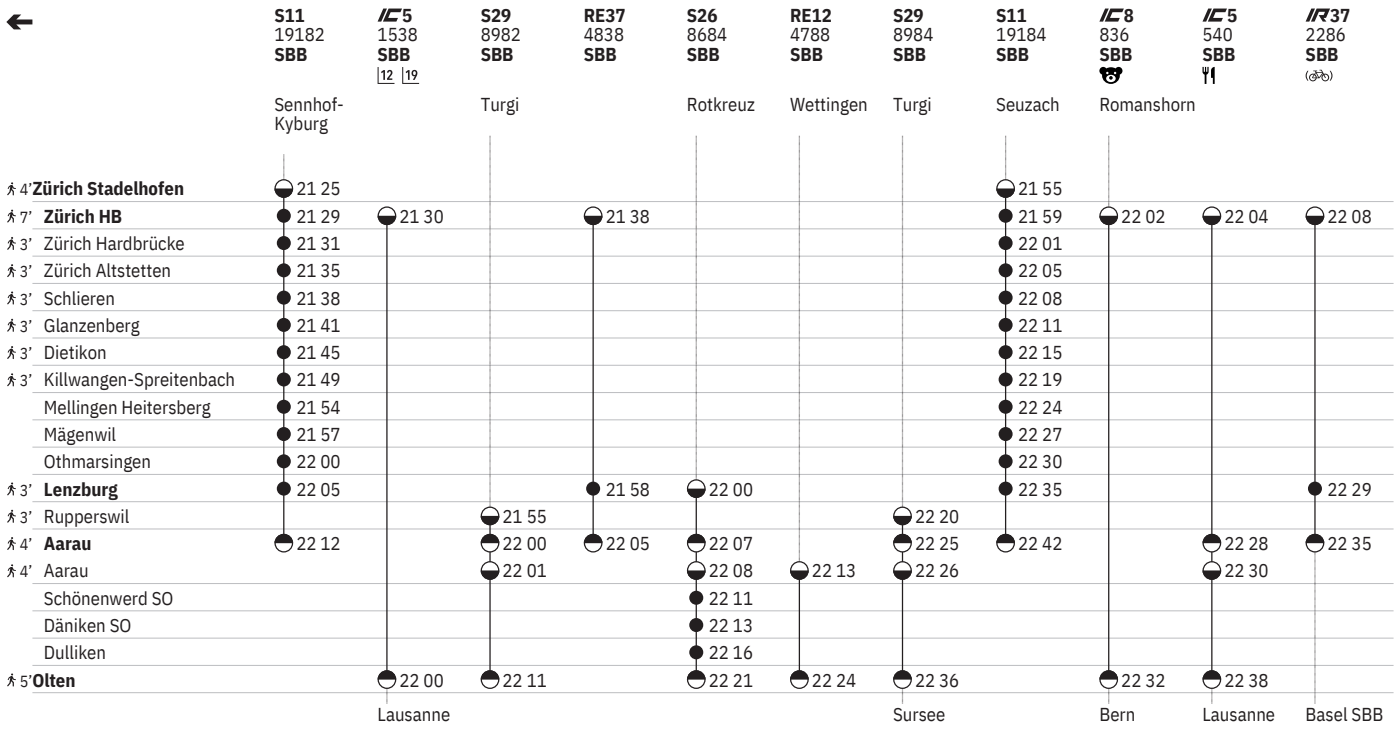 S11 IC5 S29 RE37 S26 RE12 S29 S11 IC8 IC5 IR37
19182 1538 8982 4838 8684 4788 8984 19184 836 540 2286
SBB SBB SBB SBB SBB SBB SBB SBB SBB SBB SBB
12 19
Sennhof- Turgi Rotkreuz Wettingen Turgi Seuzach Romanshorn
Kyburg
4' Zürich Stadelhofen 21 25 21 55
7' Zürich HB 21 29 21 30 21 38 21 59 22 02 22 04 22 08
3' Zürich Hardbrücke 21 31 22 01
3' Zürich Altstetten 21 35 22 05
3' Schlieren 21 38 22 08
3' Glanzenberg 21 41 22 11
3' Dietikon 21 45 22 15
3' Killwangen-Spreitenbach 21 49 22 19
Mellingen Heitersberg 21 54 22 24
Mägenwil 21 57 22 27
Othmarsingen 22 00 22 30
3' Lenzburg 22 05 21 58 22 00 22 35 22 29
3' Rupperswil 21 55 22 20
4' Aarau 22 12 22 00 22 05 22 07 22 25 22 42 22 28 22 35
4' Aarau 22 01 22 08 22 13 22 26 22 30
Schönenwerd SO 22 11
Däniken SO 22 13
Dulliken 22 16
5' Olten 22 00 22 11 22 21 22 24 22 36 22 32 22 38
Lausanne Sursee Bern Lausanne Basel SBB